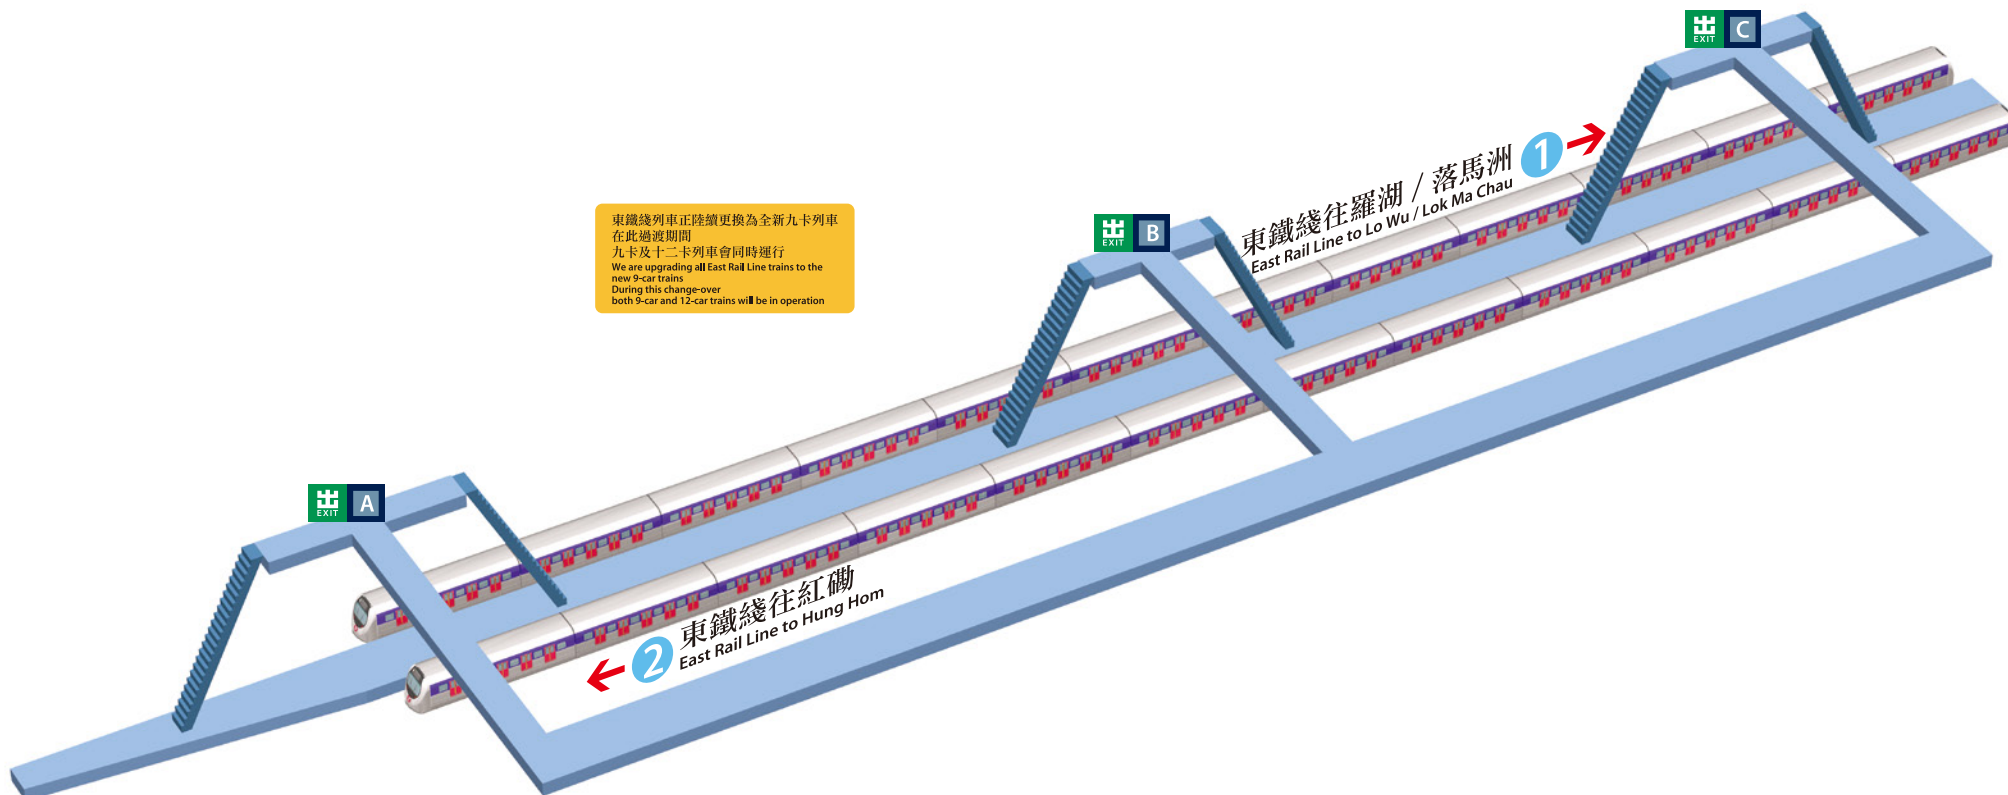 出 EXIT C
東鐵綫往羅湖 / 落馬洲 1
East Rail Line to Lo Wu / Lok Ma Chau
東鐵綫列車正陸續更換為全新九卡列車
在此過渡期間
九卡及十二卡列車會同時運行
We are upgrading all East Rail Line trains to the
new 9-car trains
During this change-over
both 9-car and 12-car trains will be in operation
出 EXIT B
出 EXIT A
2 東鐵綫往紅磡
East Rail Line to Hung Hom